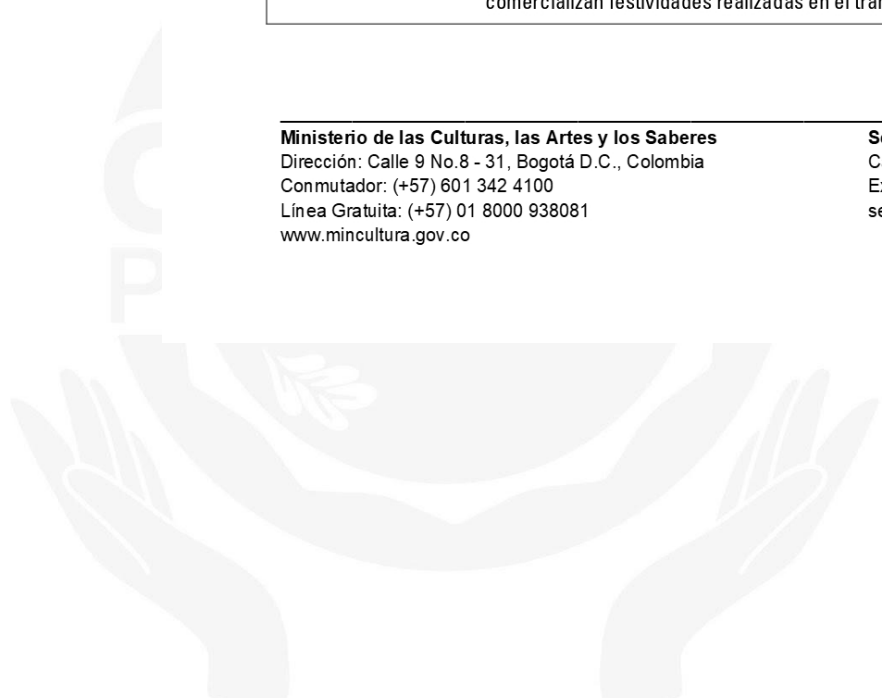 comercializan festividades realizadas en el
Ministerio de las Culturas, las Artes y los Saberes
Dirección: Calle 9 No.8 - 31, Bogotá D.C., Colombia
Conmutador: (+57) 601 342 4100
Línea Gratuita: (+57) 01 8000 938081
www.mincultura.gov.co